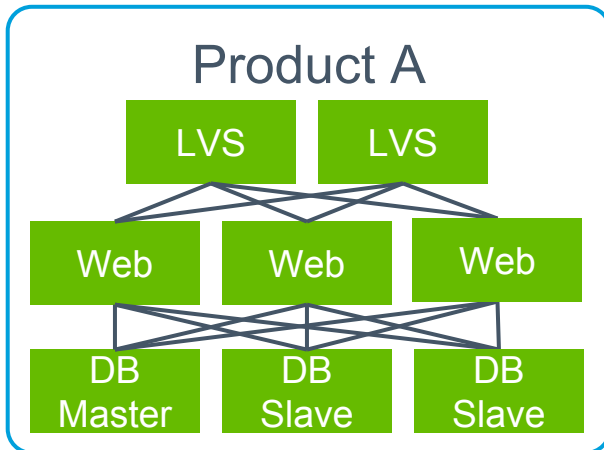 Product A
LVS
LVS
Web
Web
Web
DB
Master
DB
Slave
DB
Slave